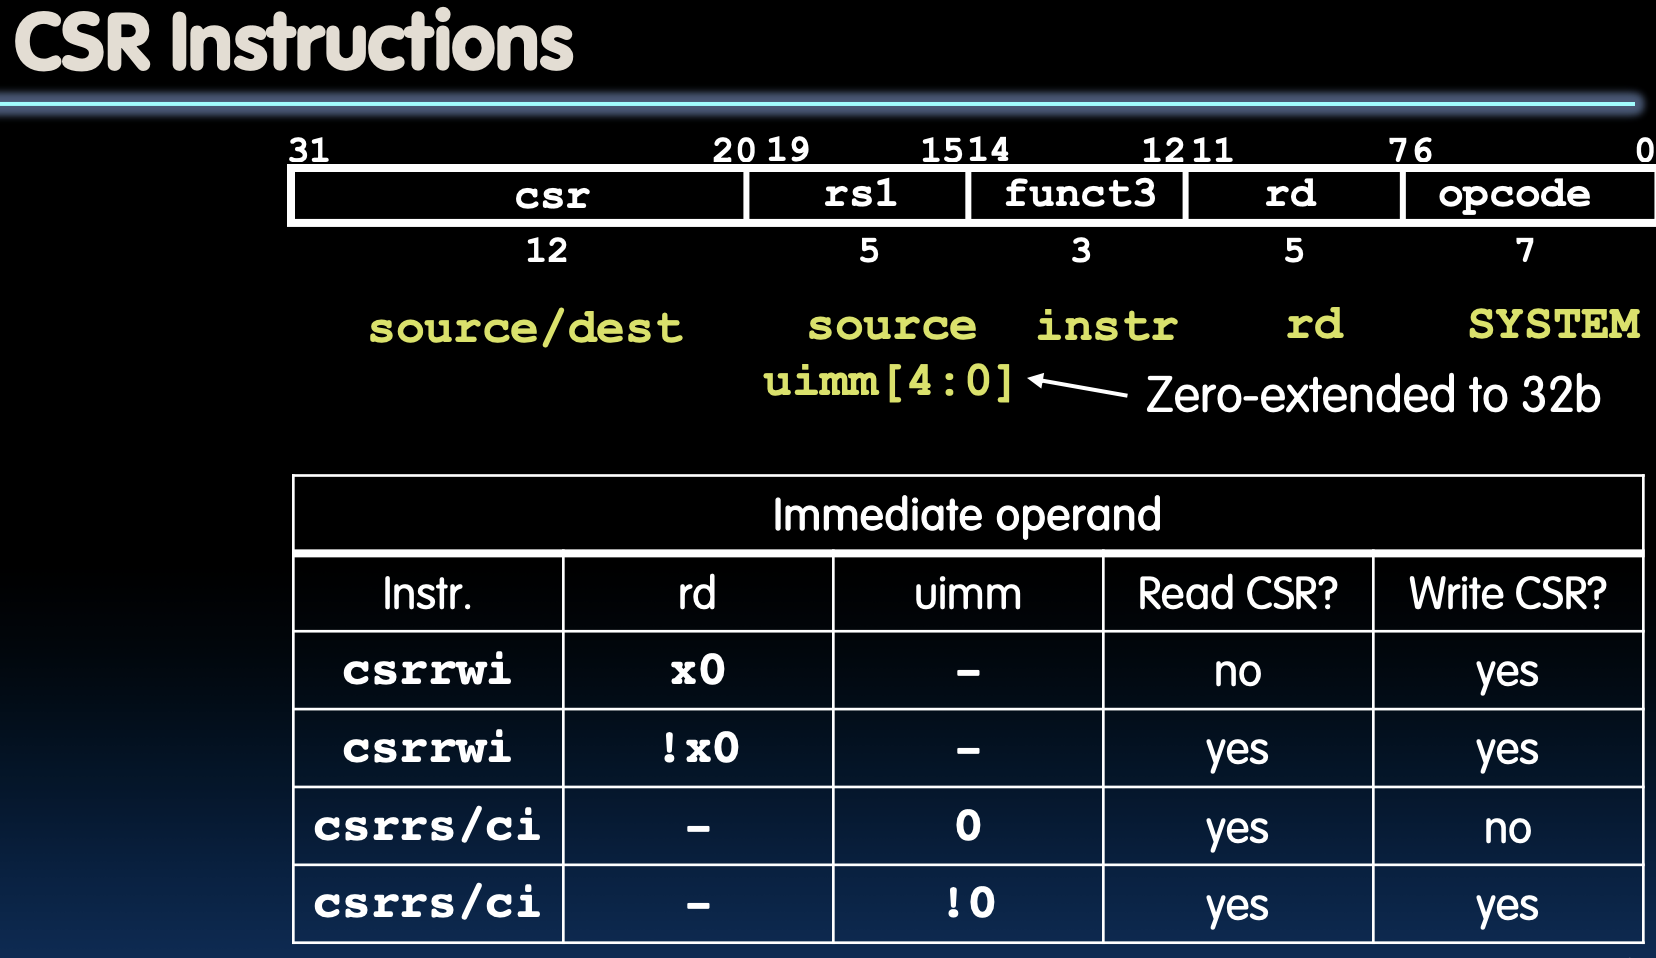 CSR Instructions
31 20 19 15 14 12 11 7 6 0
csr rs1 funct3 rd opcode
12 5 3 5 7
source/dest source instr rd SYSTEM
uimm[4:0] Zero-extended to 32b
Immediate operand
Instr. rd uimm Read CSR? Write CSR?
csrrwi x0 – no yes
csrrwi !x0 – yes yes
csrrs/ci – 0 yes no
csrrs/ci – !0 yes yes